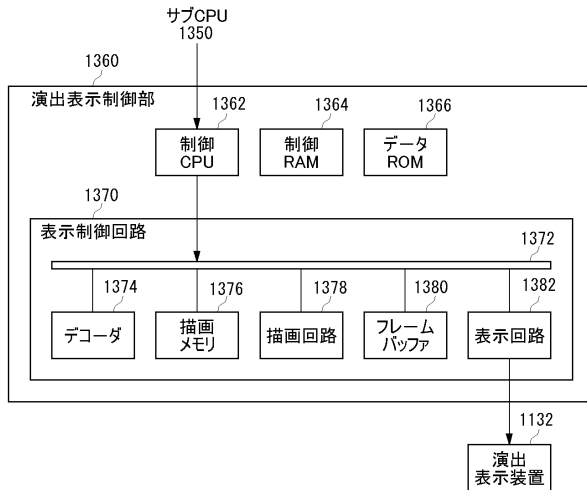 サブCPU
1350
1360
演出表示制御部
1362
1364
1366
制御
CPU
制御
RAM
データ
ROM
1370
表示制御回路
1372
1374
1376
1378
1380
1382
デコーダ
描画
メモリ
描画回路
フレーム
バッファ
表示回路
1132
演出
表示装置